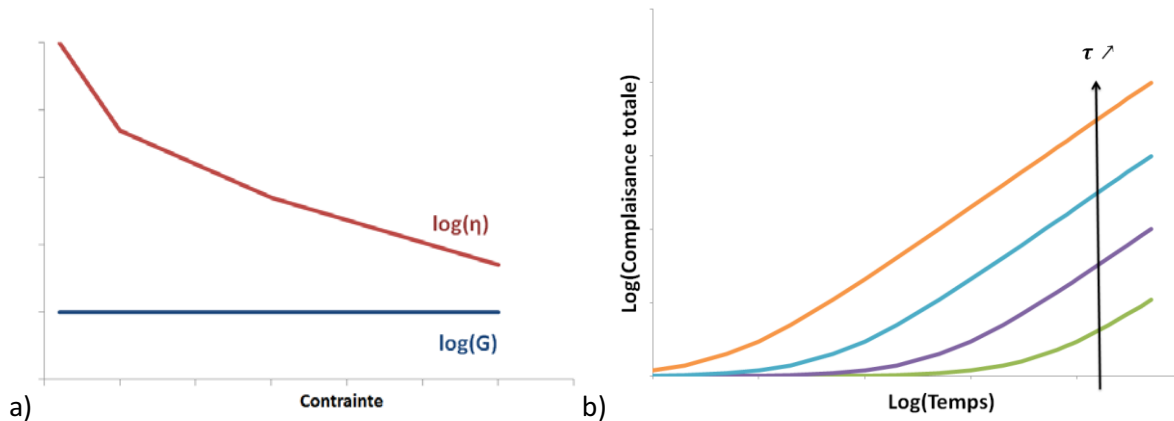 log(η)
log(G)
Contrainte
a)
τ ↗
Log(Complaisance totale)
Log(Temps)
b)